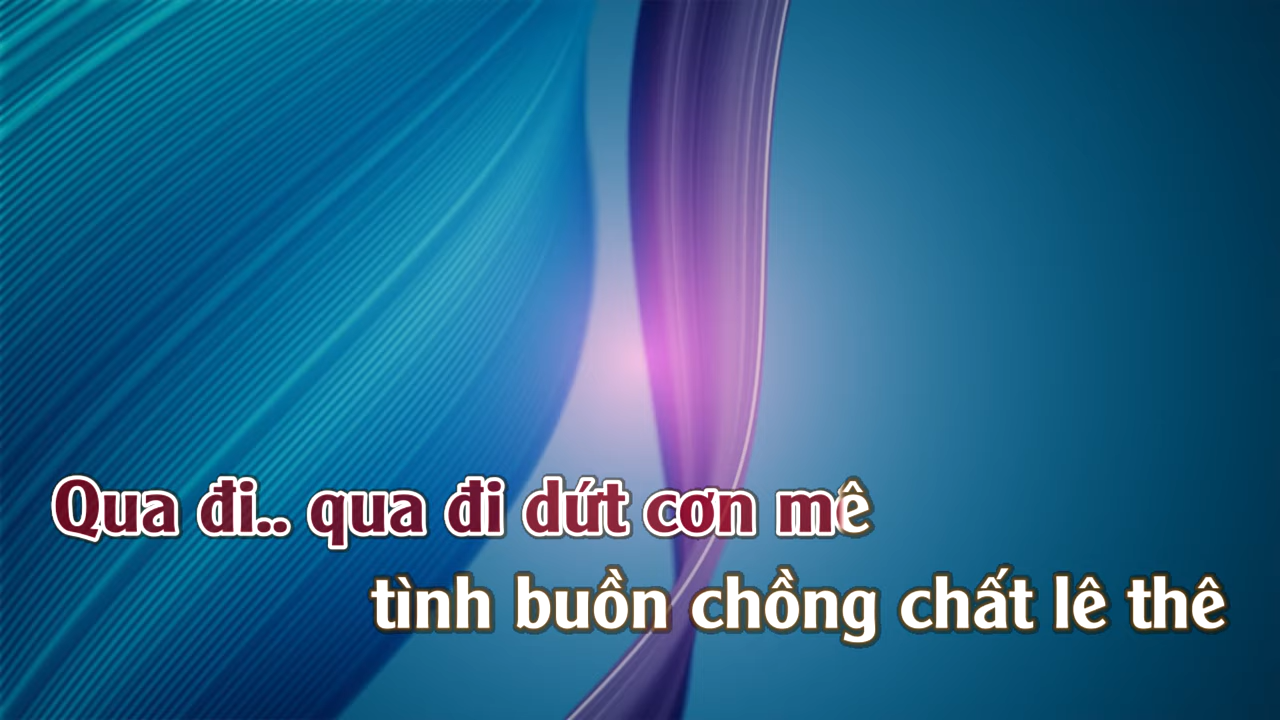 Qua đi.. qua đi dứt cơn mê
tình buồn chồng chất lê thê